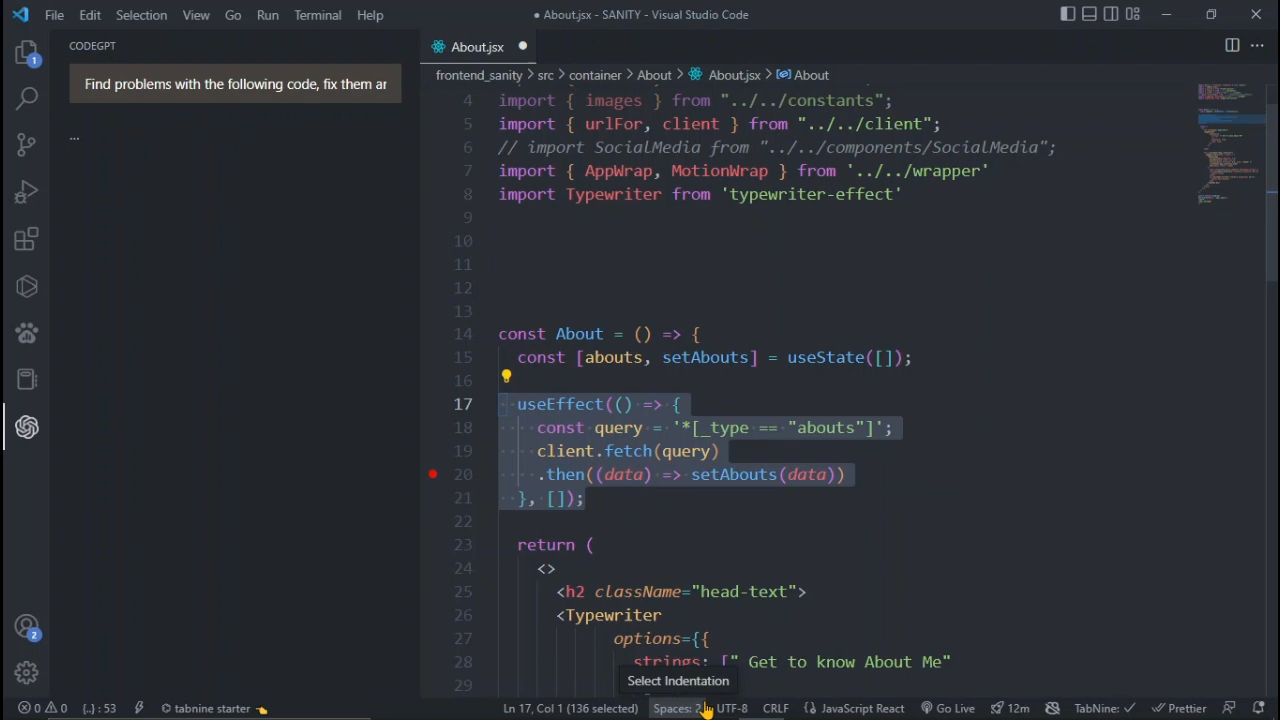 File Edit Selection View Go Run Terminal Help
● About.jsx - SANITY - Visual Studio Code
CODEGPT
Find problems with the following code, fix them ar
...
1
2
About.jsx
frontend_sanity > src > container > About > About.jsx > About
4 import { images } from "../../constants";
5 import { urlFor, client } from "../../client";
6 // import SocialMedia from "../../components/SocialMedia";
7 import { AppWrap, MotionWrap } from '../../wrapper'
8 import Typewriter from 'typewriter-effect'
9
10
11
12
13
14 const About = () => {
15 const [abouts, setAbouts] = useState([]);
16
17 useEffect(() => {
18 const query = '*[_type == "abouts"]';
19 client.fetch(query)
20 .then((data) => setAbouts(data))
21 }, []);
22
23 return (
24 <>
25 <h2 className="head-text">
26 <Typewriter
27 options={{
28 strings: [" Get to know About Me"
29
Select Indentation
0 0 {..} : 53 tabnine starter Ln 17, Col 1 (136 selected) Spaces: 2 UTF-8 CRLF {} JavaScript React Go Live 12m TabNine: Prettier